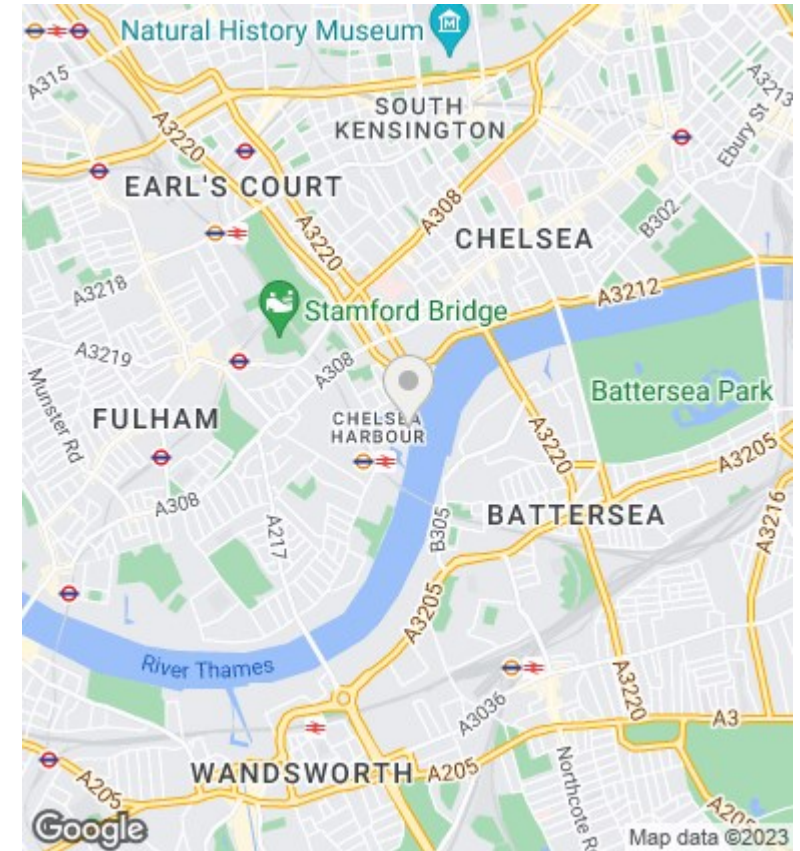 Natural History Museum
A315
SOUTH
KENSINGTON
A3213
Ebury St
A3220
EARL'S COURT
A308
B302
A3220
CHELSEA
A3218
A3212
Stamford Bridge
A3219
A308
Munster Rd
Battersea Park
FULHAM
CHELSEA
HARBOUR
A3220
A3205
A308
A217
B305
BATTERSEA
A3216
A3205
River Thames
A3220
A3036
A3
WANDSWORTH
A205
A205
Northcote R
A205
Google
Map data ©2023